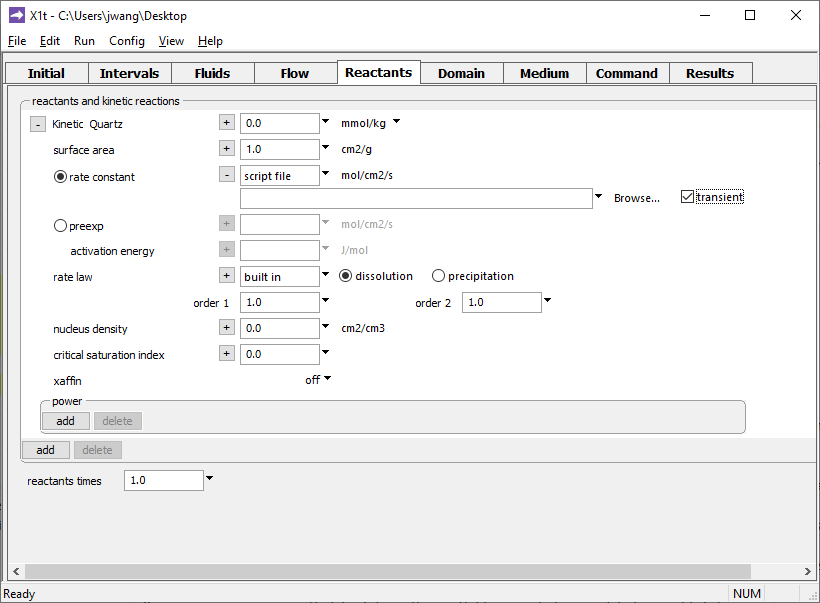 X1t - C:\Users\jwang\Desktop
File Edit Run Config View Help
Initial Intervals Fluids Flow Reactants Domain Medium Command Results
reactants and kinetic reactions
- Kinetic Quartz + 0.0 mmol/kg
surface area + 1.0 cm2/g
rate constant - script file mol/cm2/s
Browse... transient
preexp + mol/cm2/s
activation energy + J/mol
rate law + built in dissolution precipitation
order 1 1.0 order 2 1.0
nucleus density + 0.0 cm2/cm3
critical saturation index + 0.0
xaffin off
power
add delete
add delete
reactants times 1.0
Ready NUM